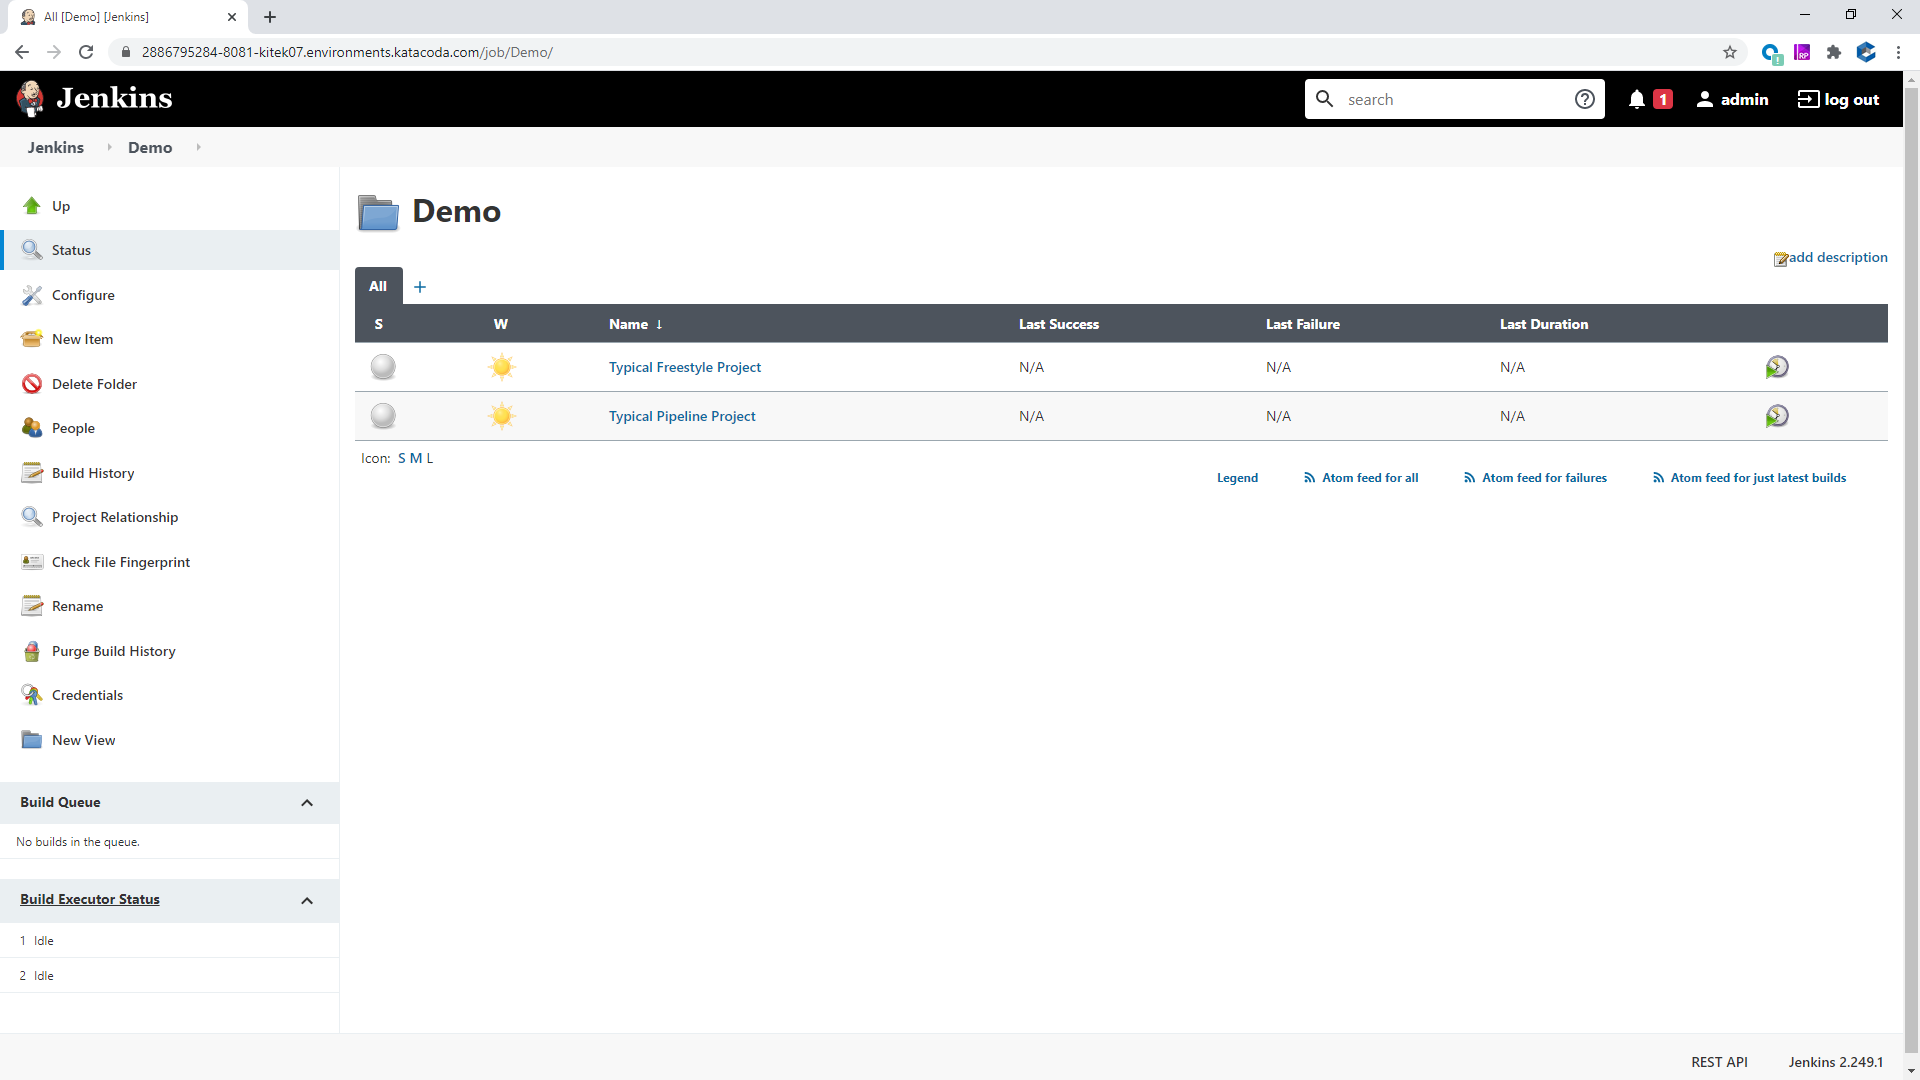 All [Demo] [Jenkins]
2886795284-8081-kitek07.environments.katacoda.com/job/Demo/
Jenkins
search
1
admin
log out
Jenkins
Demo
Up
Status
Configure
New Item
Delete Folder
People
Build History
Project Relationship
Check File Fingerprint
Rename
Purge Build History
Credentials
New View
Build Queue
No builds in the queue.
Build Executor Status
1 Idle
2 Idle
Demo
add description
All +
S W Name ↓ Last Success Last Failure Last Duration
Typical Freestyle Project N/A N/A N/A
Typical Pipeline Project N/A N/A N/A
Icon: S M L
Legend Atom feed for all Atom feed for failures Atom feed for just latest builds
REST API Jenkins 2.249.1